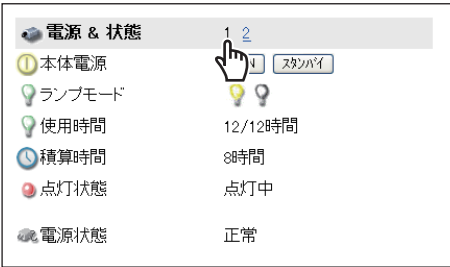 電源 & 状態 1 2
本体電源 スタンバイ
ランプモード
使用時間 12/12時間
積算時間 8時間
点灯状態 点灯中
電源状態 正常